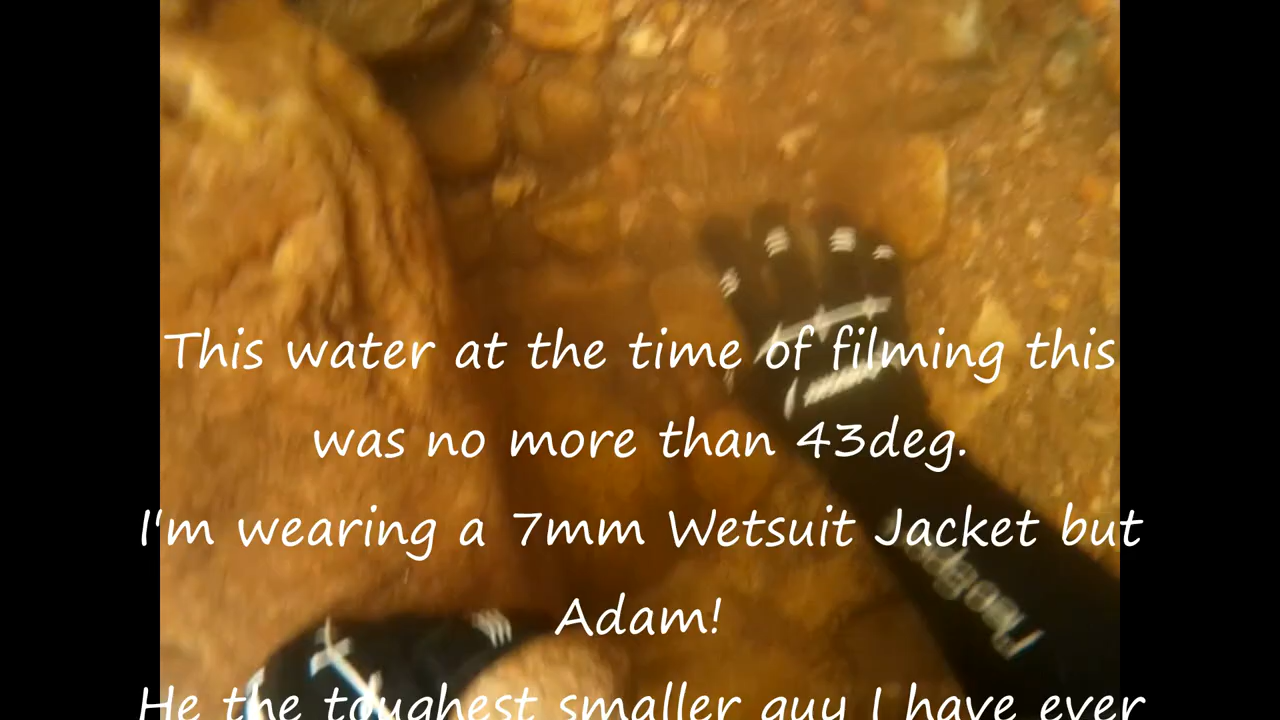 This water at the time of filming this
was no more than 43deg.
I'm wearing a 7mm Wetsuit Jacket but
Adam!
He the toughest smaller guy I have ever